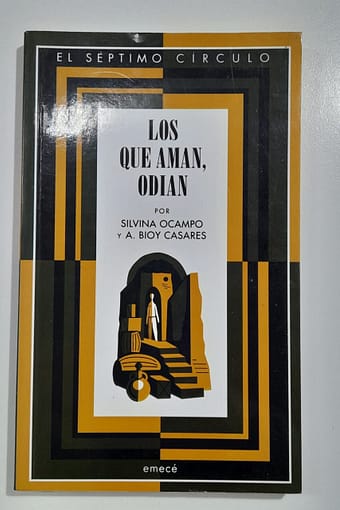 EL SÉPTIMO CÍRCULO
LOS
QUE AMAN,
ODIAN
POR
SILVINA OCAMPO
Y A. BIOY CASARES
emecé